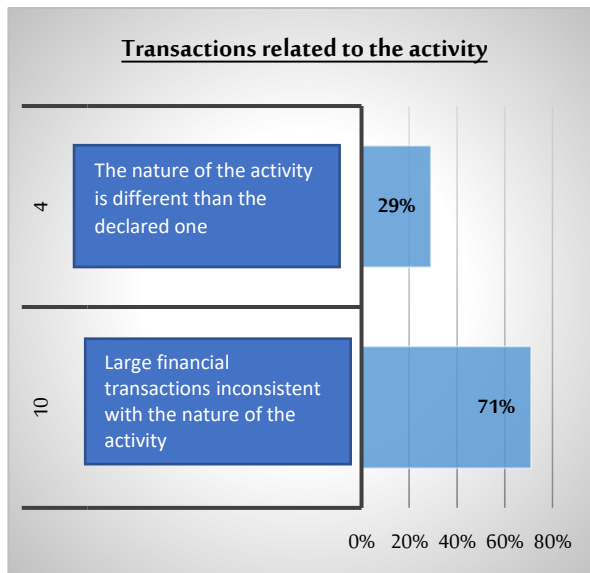 Transactions related to the activity
4
The nature of the activity
is different than the
declared one
29%
10
Large financial
transactions inconsistent
with the nature of the
activity
71%
0% 20% 40% 60% 80%